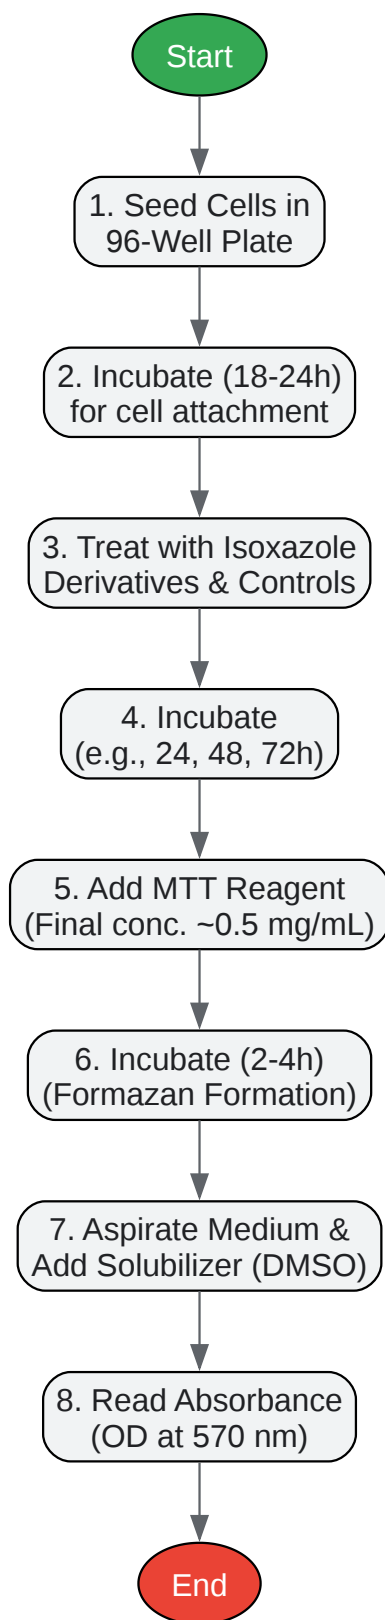 Start
1. Seed Cells in
96-Well Plate
2. Incubate (18-24h)
for cell attachment
3. Treat with Isoxazole
Derivatives & Controls
4. Incubate
(e.g., 24, 48, 72h)
5. Add MTT Reagent
(Final conc. ~0.5 mg/mL)
6. Incubate (2-4h)
(Formazan Formation)
7. Aspirate Medium &
Add Solubilizer (DMSO)
8. Read Absorbance
(OD at 570 nm)
End